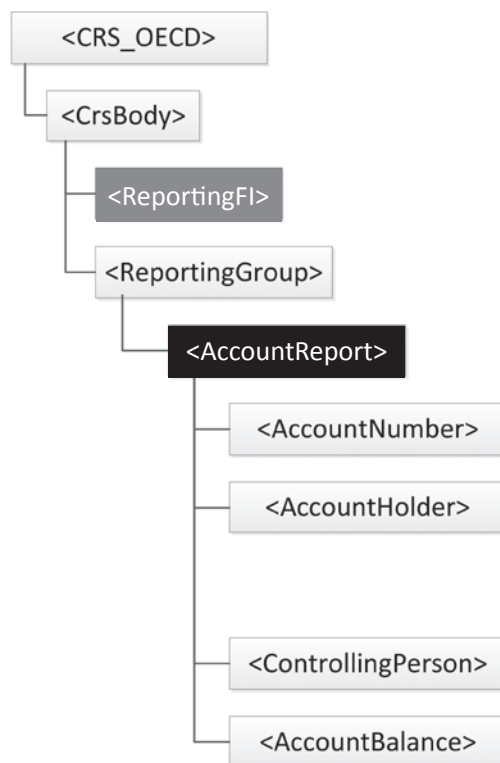 <CRS_OECD>
<CrsBody>
<ReportingFI>
<ReportingGroup>
<AccountReport>
<AccountNumber>
<AccountHolder>
<ControllingPerson>
<AccountBalance>